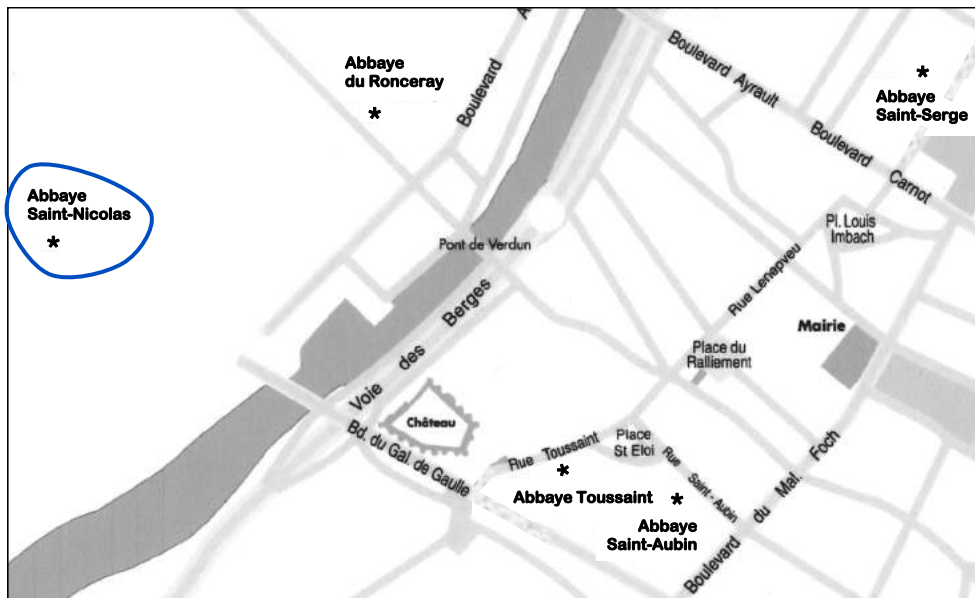 Abbaye
du Ronceray
Boulevard
Boulevard Ayrault
Abbaye
Saint-Serge
Boulevard Carnot
Abbaye
Saint-Nicolas
Pl. Louis
Imbach
Pont de Verdun
Rue Lenepveu
Mairie
Place du
Ralliement
Voie des Berges
Château
Bd. du Gal. de Gaulle
Rue Toussaint
Place
St Eloi
Rue Saint-Aubin
Abbaye Toussaint
Abbaye
Saint-Aubin
Boulevard du Mal. Foch